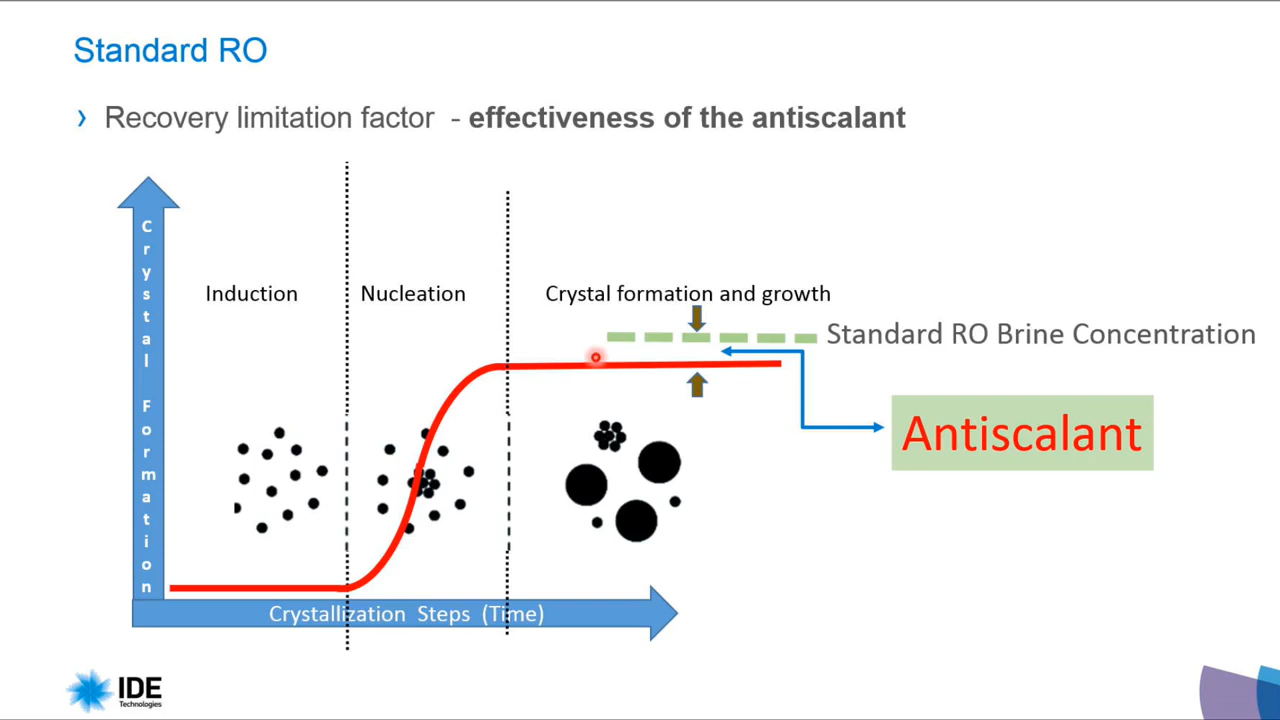 Standard RO
› Recovery limitation factor - effectiveness of the antiscalant
Crystal Formation
Induction
Nucleation
Crystal formation and growth
Standard RO Brine Concentration
Antiscalant
Crystallization Steps (Time)
IDE
Technologies